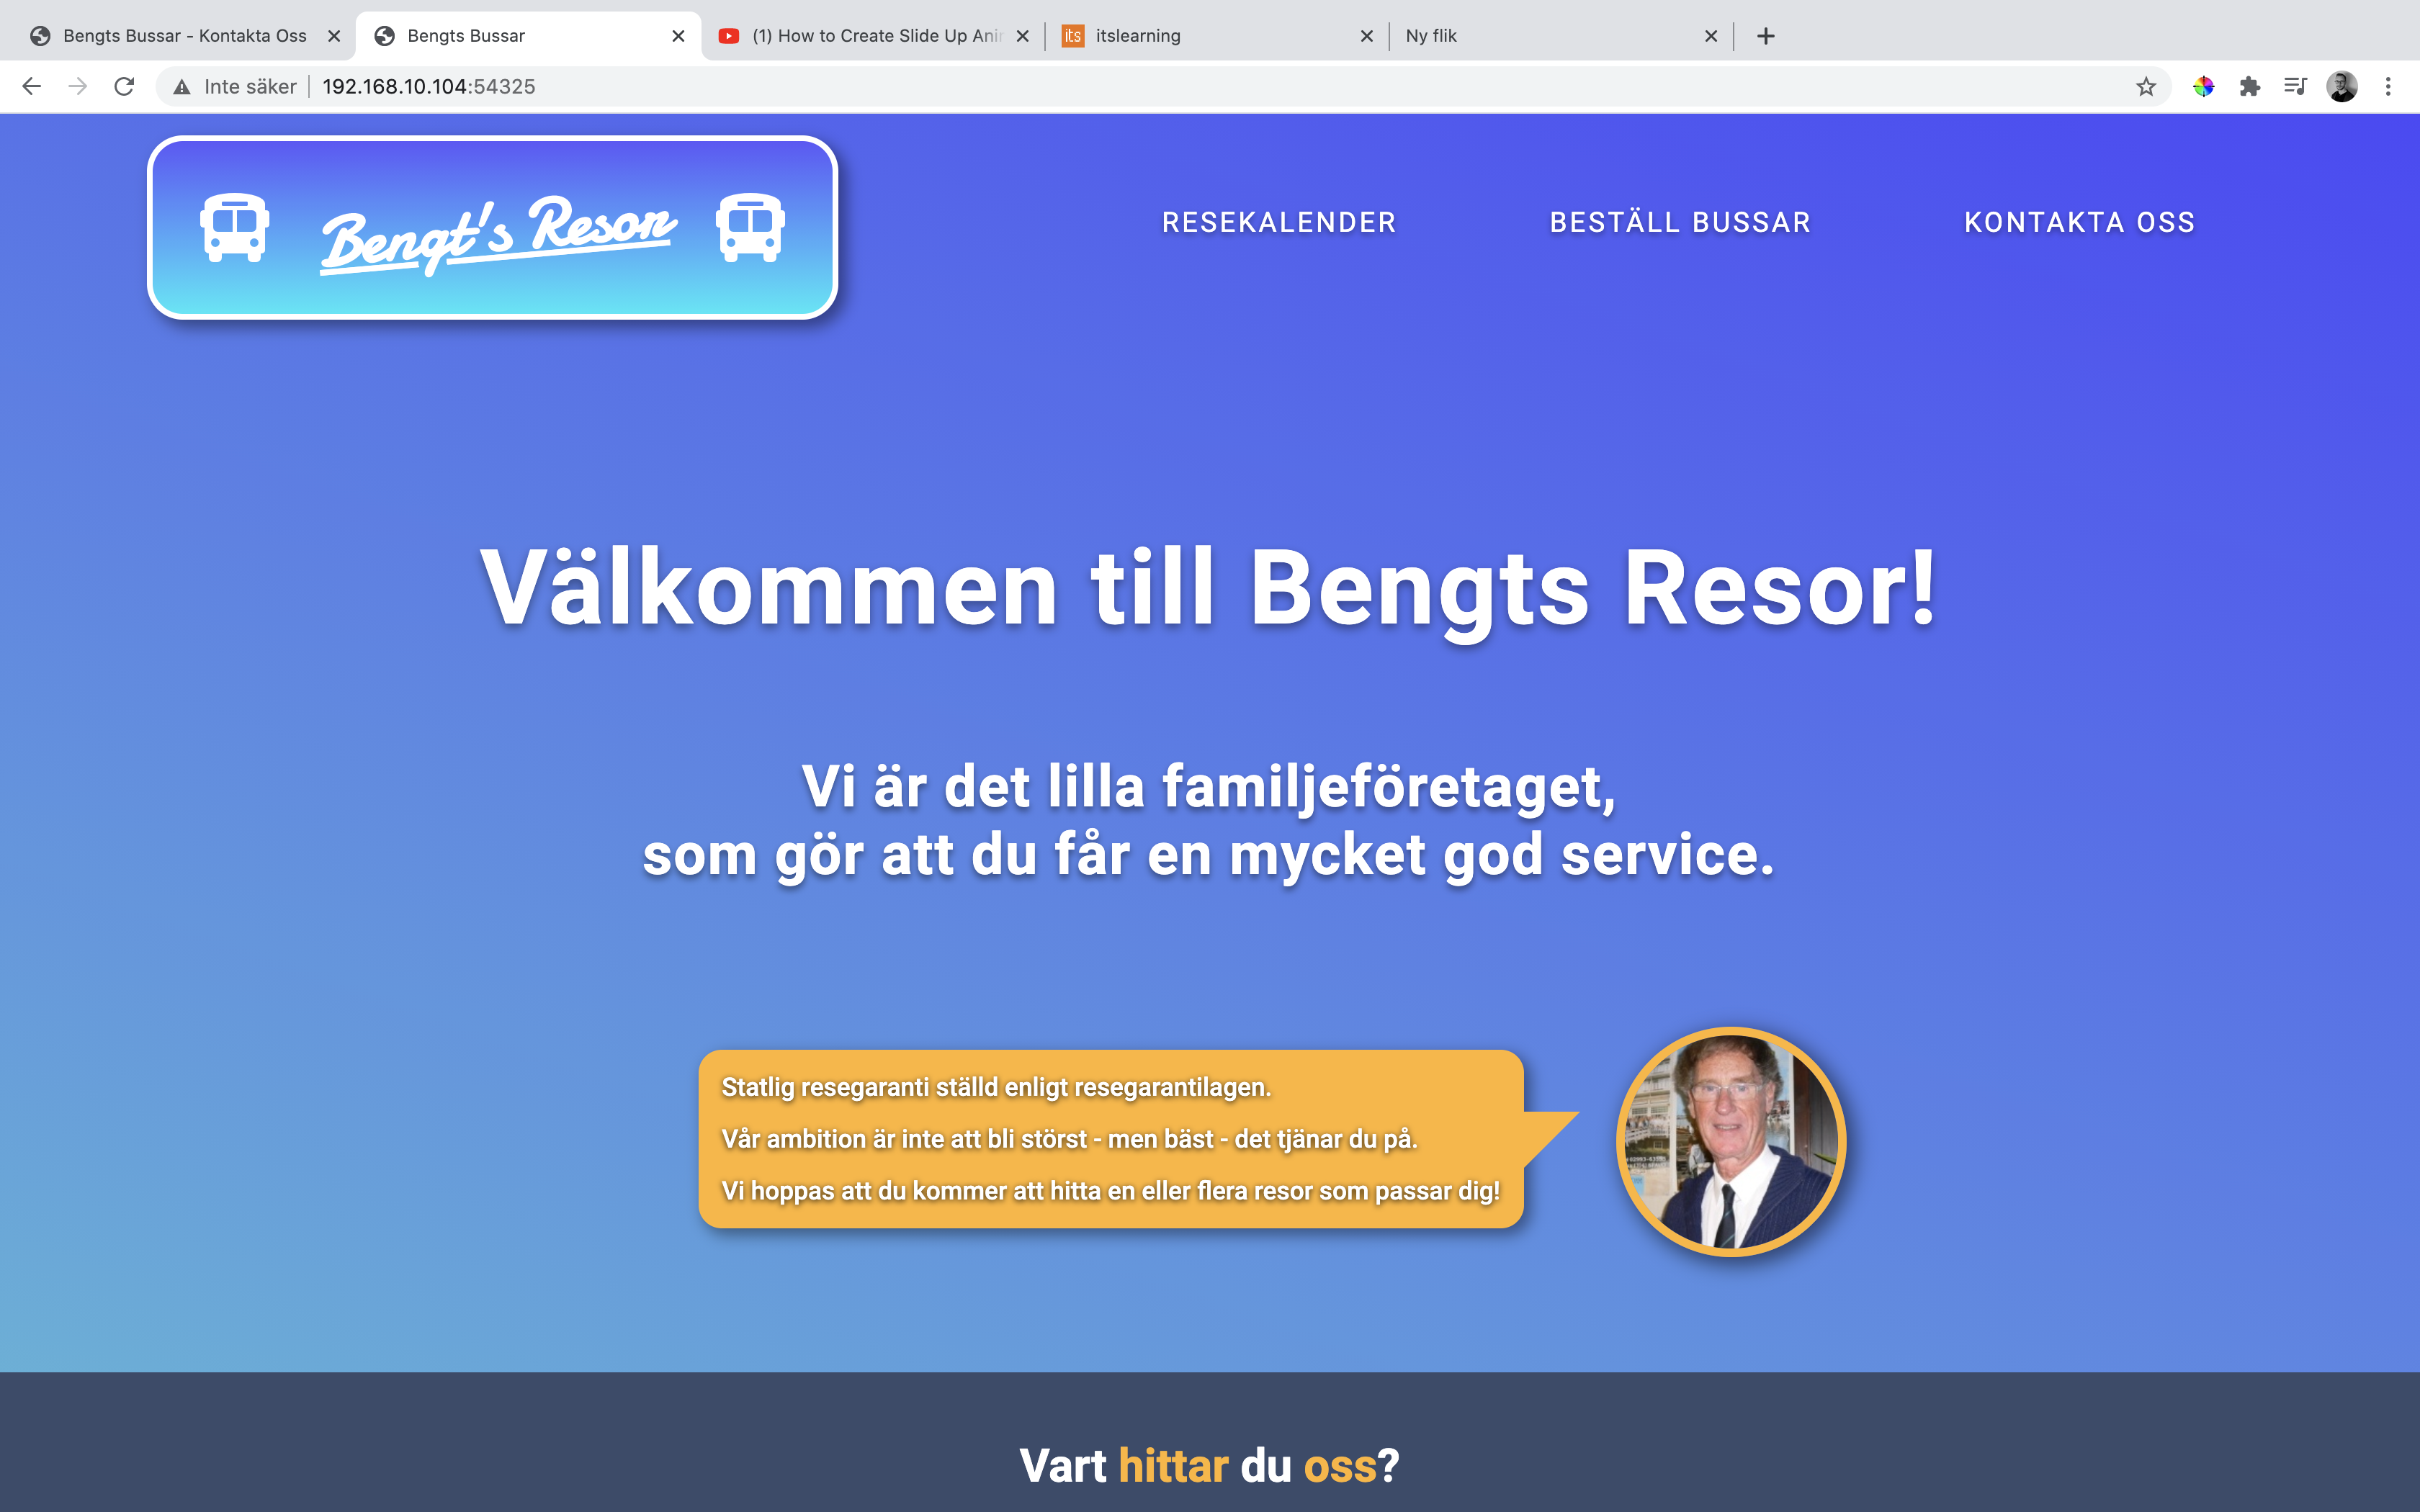 Bengts Bussar - Kontakta Oss
Bengts Bussar
(1) How to Create Slide Up Anir
its itslearning
Ny flik
Inte säker
192.168.10.104:54325
Bengt's Resor
RESEKALENDER
BESTÄLL BUSSAR
KONTAKTA OSS
Välkommen till Bengts Resor!
Vi är det lilla familjeföretaget,
som gör att du får en mycket god service.
Statlig resegaranti ställd enligt resegarantilagen.
Vår ambition är inte att bli störst - men bäst - det tjänar du på.
Vi hoppas att du kommer att hitta en eller flera resor som passar dig!
Vart hittar du oss?